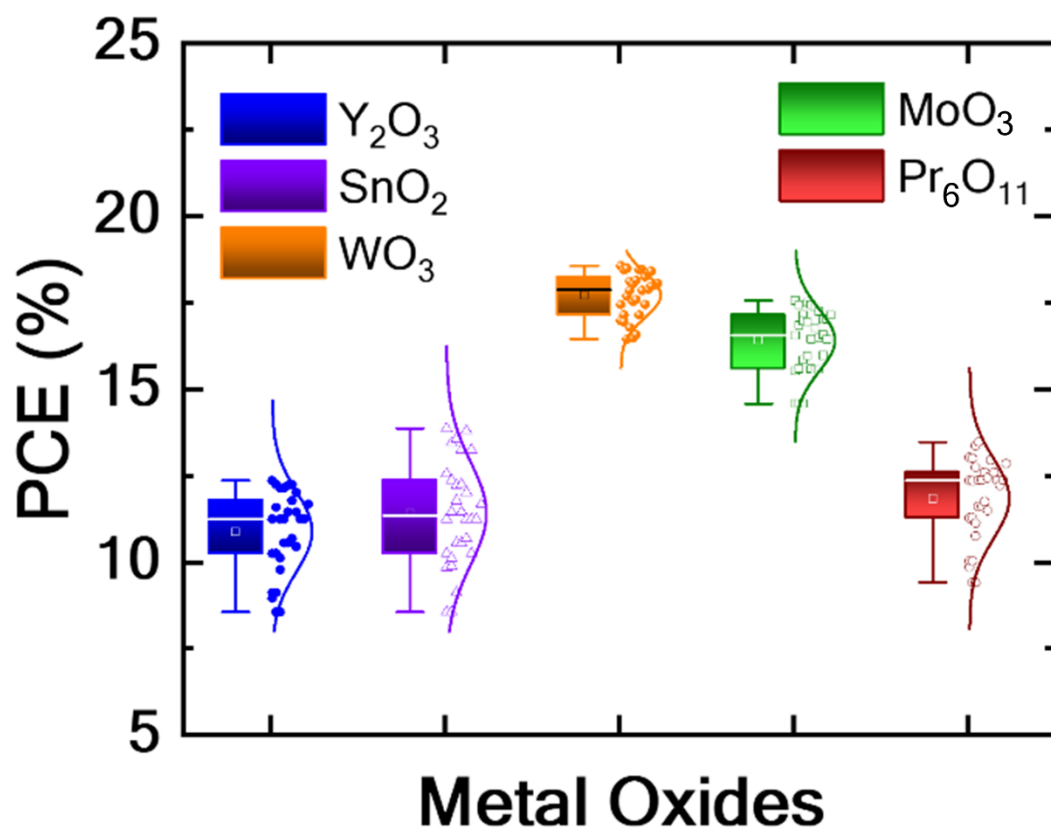 25
20
15
10
5
PCE (%)
Y₂O₃
SnO₂
WO₃
MoO₃
Pr₆O₁₁
Metal Oxides